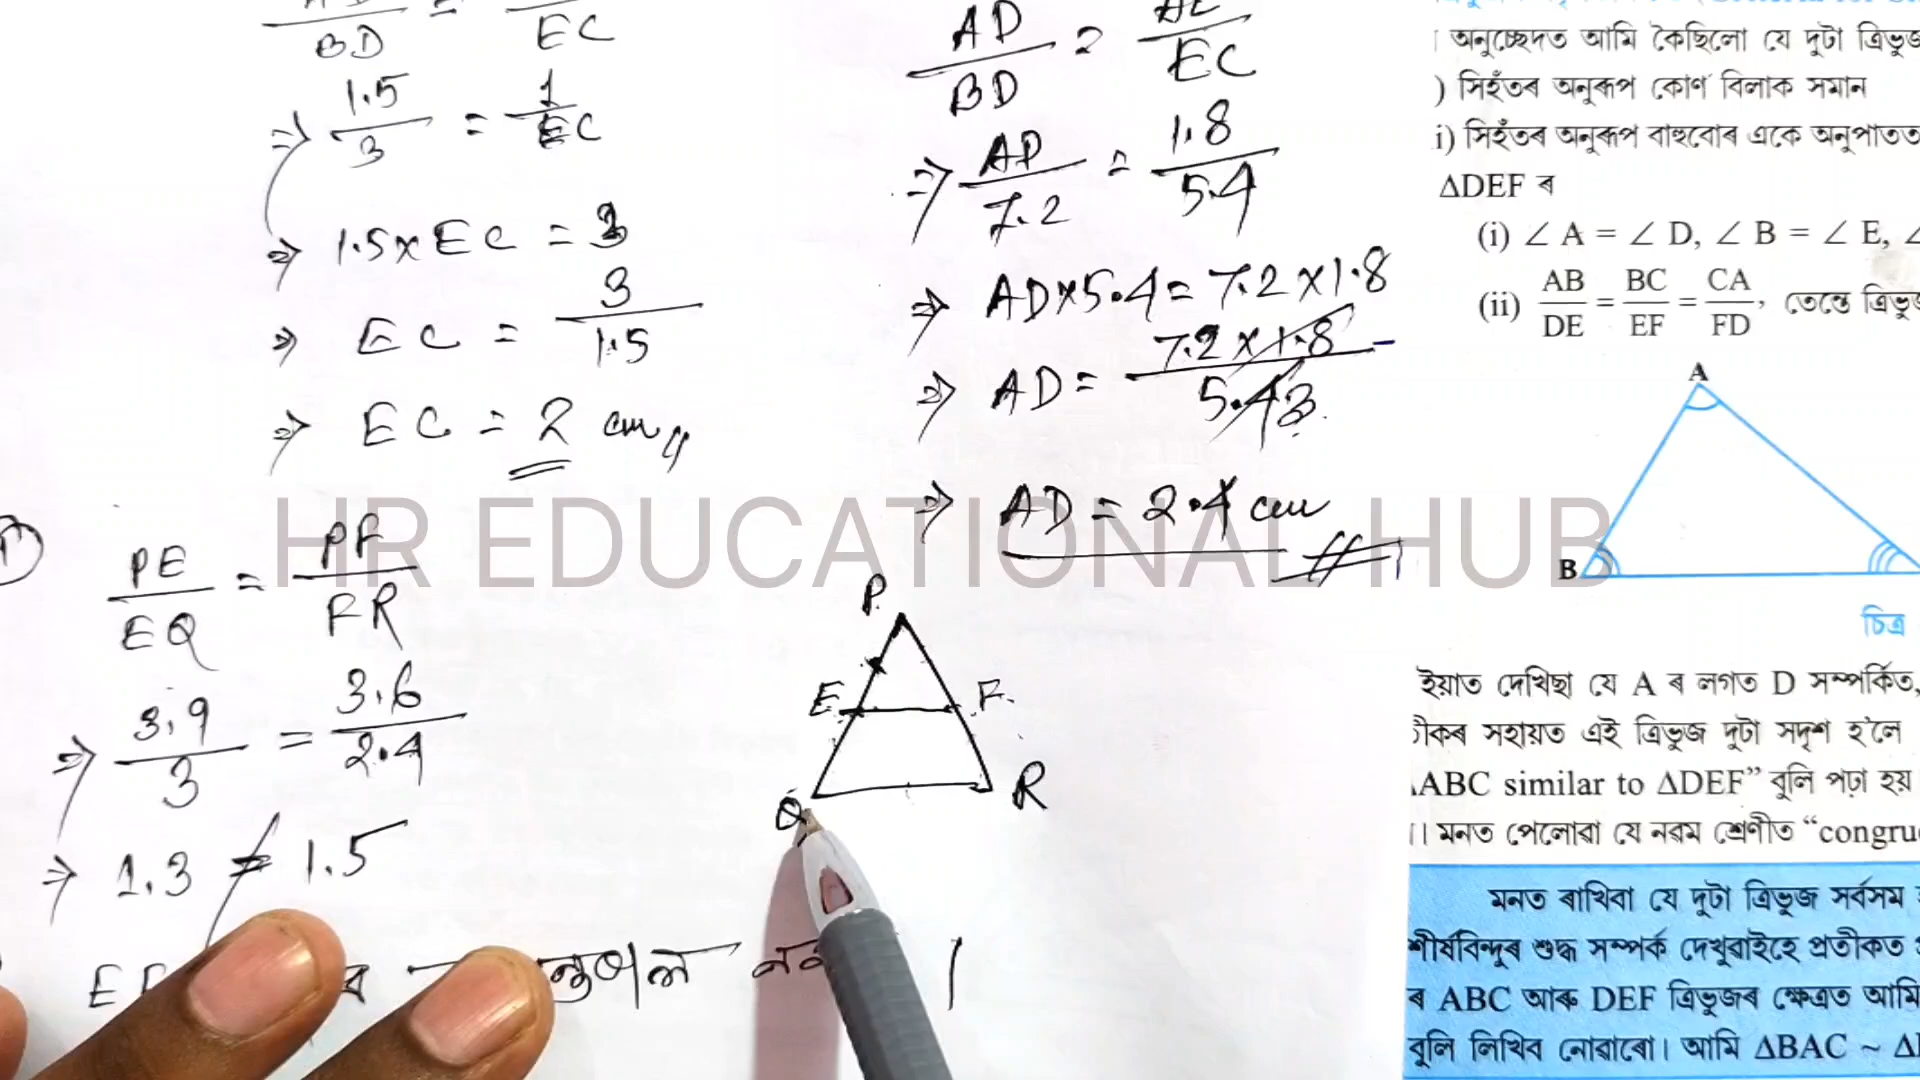 BD = EC
⇒ 1.5/3 = 1/EC
⇒ 1.5 x EC = 3
⇒ EC = 3/1.5
⇒ EC = 2 cm
PE/EQ = PF/FR
⇒ 3.9/3 = 3.6/2.4
⇒ 1.3 ≠ 1.5
AD/BD = AE/EC
⇒ AD/7.2 = 1.8/5.4
⇒ AD x 5.4 = 7.2 x 1.8
⇒ AD = 7.2 x 1.8 / 5.4 3
⇒ AD = 2.4 cm
HR EDUCATIONAL HUB
P
E F
Q R
। অনুচ্ছেদত আমি কৈছিলো যে দুটা
) সিহঁতৰ অনুৰূপ কোণ বিলাক সমান
i) সিহঁতৰ অনুৰূপ বাহুবোৰ একে
ΔDEF ৰ
(i) ∠ A = ∠ D, ∠ B = ∠ E, ∠
(ii) AB/DE = BC/EF = CA/FD, তেন্তে
A
B
চিত্ৰ
ইয়াত দেখিছা যে A ৰ লগত D সম্পৰ্কিত,
সহায়ত এই ত্ৰিভুজ দুটা সদৃশ হ'লে
ABC similar to ΔDEF” বুলি পঢ়া হয়
।। মনত পেলোৱা যে নৱম শ্ৰেণীত “congru
মনত ৰাখিবা যে দুটা ত্ৰিভুজ সৰ্বসম
শীৰ্ষবিন্দুৰ শুদ্ধ সম্পৰ্ক দেখুৱাইহে প্ৰতীকত
ৰ ABC আৰু DEF ত্ৰিভুজৰ ক্ষেত্ৰত আমি
বুলি লিখিব নোৱাৰো। আমি ΔBAC ~ Δ